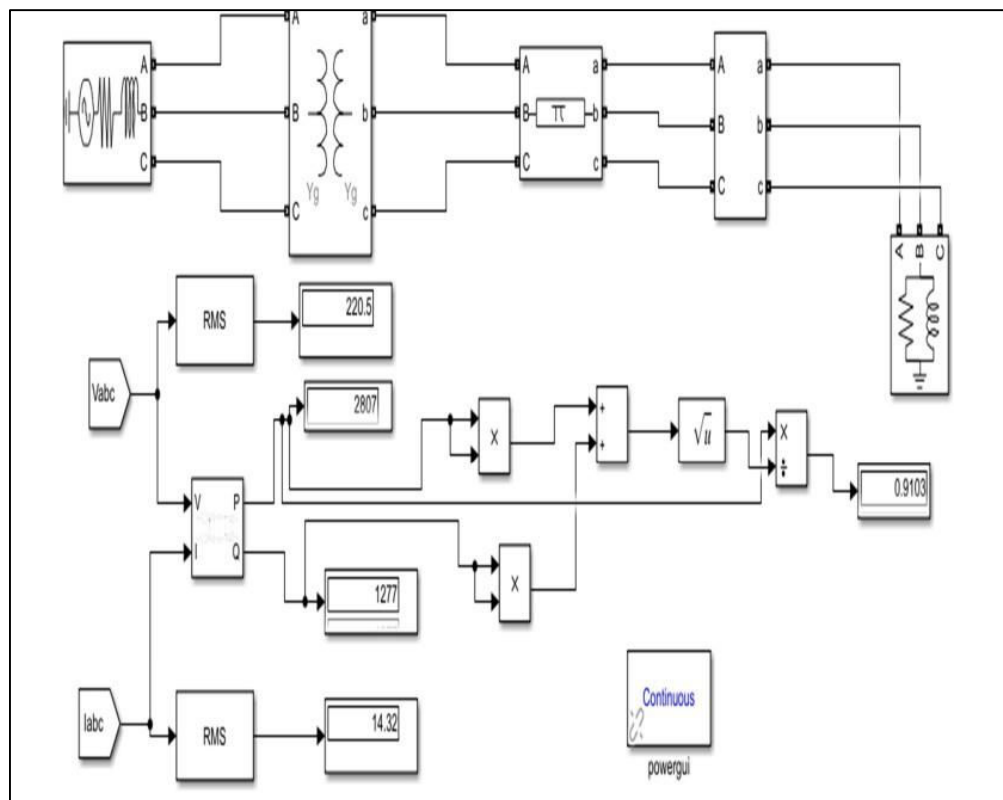 A
B
C
A
B
C
Yg Yg
a
b
c
A
B
C
π
a
b
c
A
B
C
a
b
c
A B C
Vabc
RMS
220.5
2807
V
I
P
Q
1277
Iabc
RMS
14.32
×
×
+
+
√u
×
÷
0.9103
Continuous
powergui